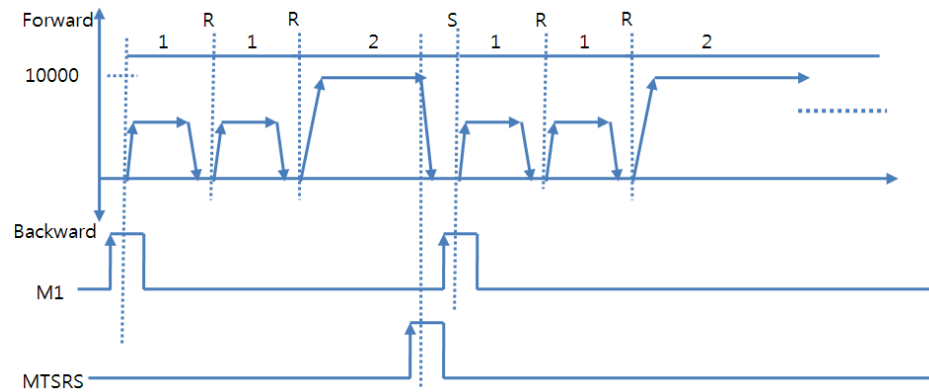 Forward R R S R R
1 1 2 1 1 2
10000
Backward
M1
MTSRS